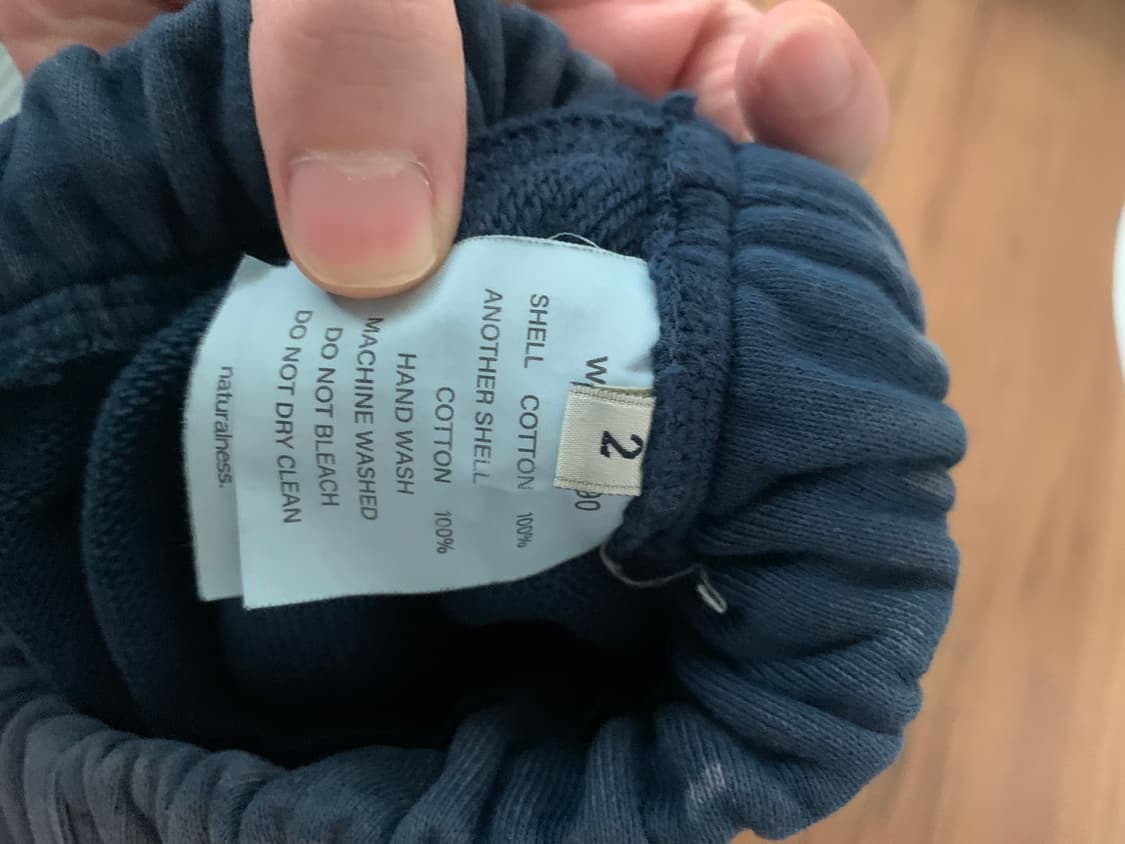 2
SHELL COTTON 100%
ANOTHER SHELL
COTTON 100%
HAND WASH
MACHINE WASHED
DO NOT BLEACH
DO NOT DRY CLEAN
naturalness.